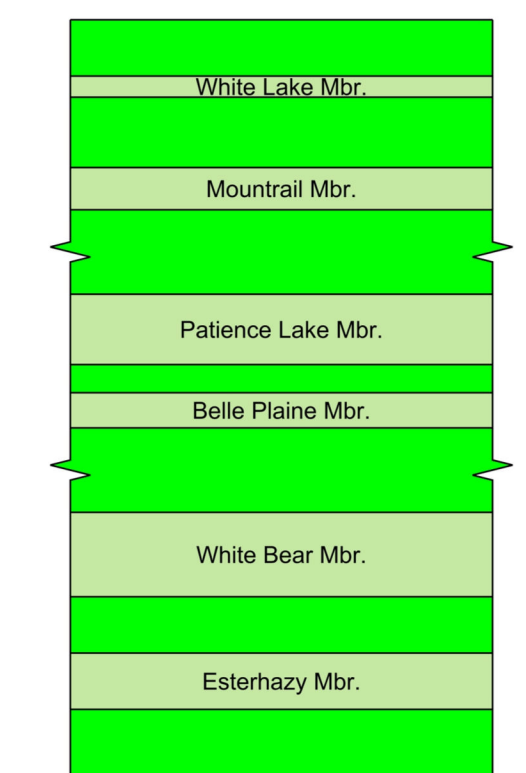 White Lake Mbr.
Mountrail Mbr.
Patience Lake Mbr.
Belle Plaine Mbr.
White Bear Mbr.
Esterhazy Mbr.